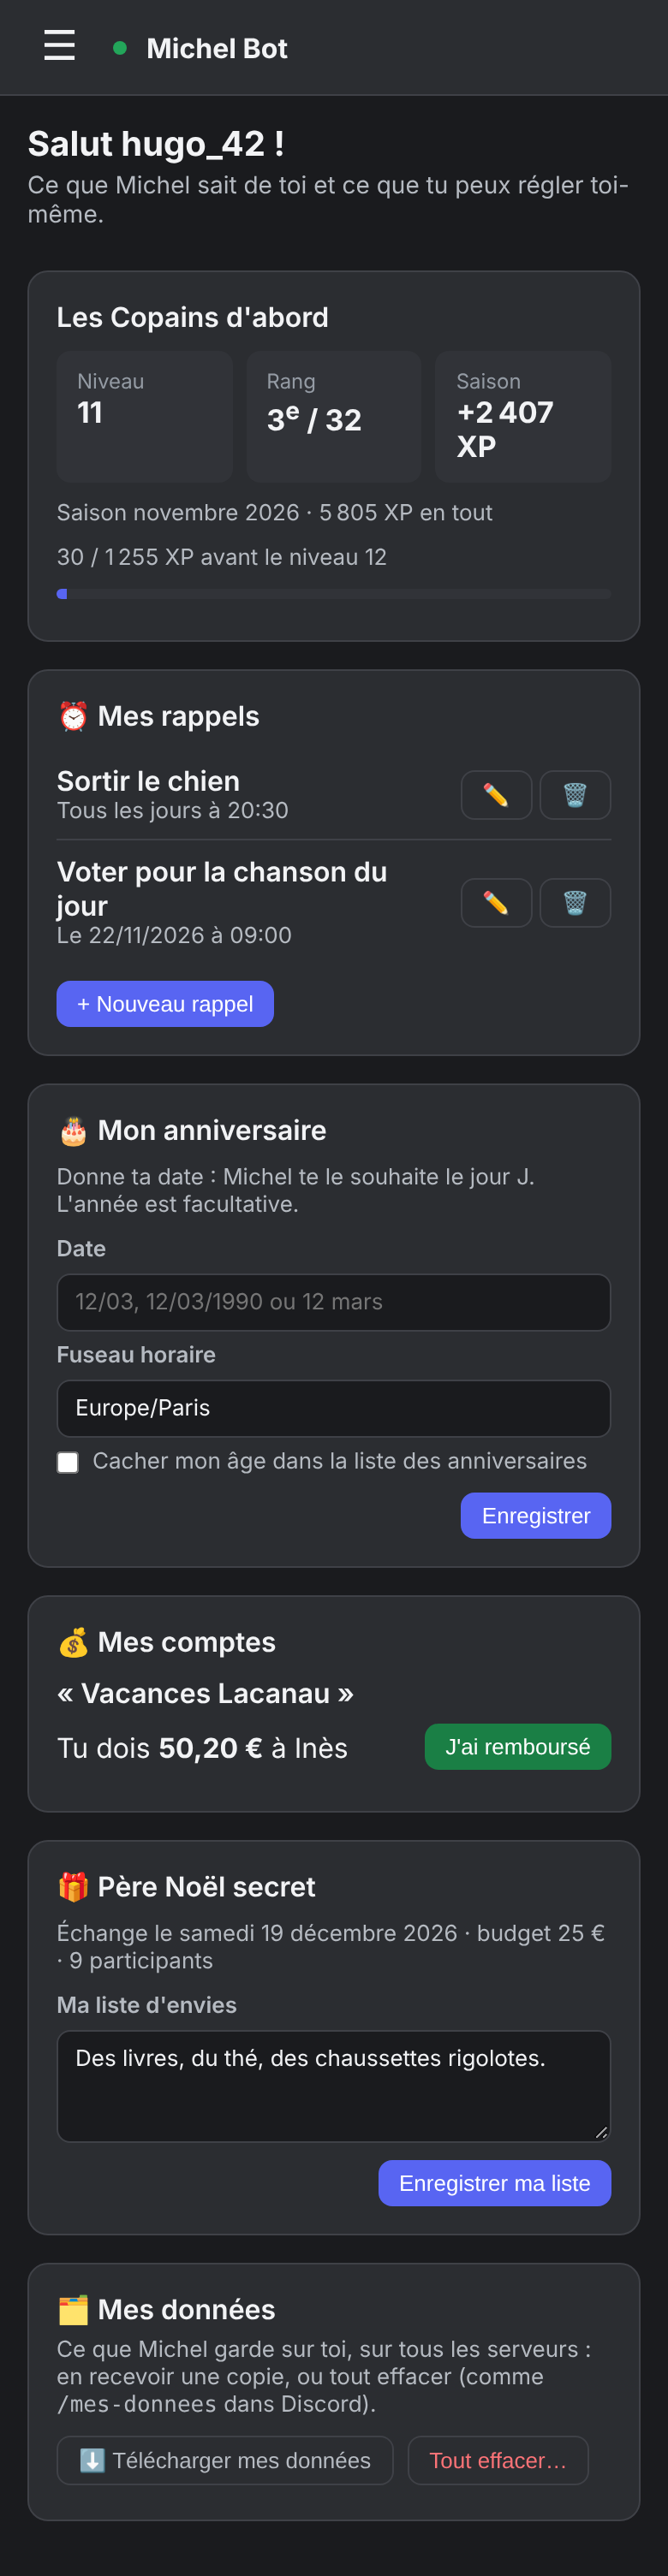 ☰ Michel Bot
Salut hugo_42 !
Ce que Michel sait de toi et ce que tu peux régler toi-
même.
Les Copains d'abord
Niveau Rang Saison
11 3e / 32 +2 407
XP
Saison novembre 2026 · 5 805 XP en tout
30 / 1 255 XP avant le niveau 12
⏰ Mes rappels
Sortir le chien
Tous les jours à 20:30
Voter pour la chanson du
jour
Le 22/11/2026 à 09:00
+ Nouveau rappel
🎂 Mon anniversaire
Donne ta date : Michel te le souhaite le jour J.
L'année est facultative.
Date
12/03, 12/03/1990 ou 12 mars
Fuseau horaire
Europe/Paris
Cacher mon âge dans la liste des anniversaires
Enregistrer
💰 Mes comptes
« Vacances Lacanau »
Tu dois 50,20 € à Inès
J'ai remboursé
🎁 Père Noël secret
Échange le samedi 19 décembre 2026 · budget 25 €
· 9 participants
Ma liste d'envies
Des livres, du thé, des chaussettes rigolotes.
Enregistrer ma liste
🗂️ Mes données
Ce que Michel garde sur toi, sur tous les serveurs :
en recevoir une copie, ou tout effacer (comme
/mes-donnees dans Discord).
⬇️ Télécharger mes données
Tout effacer…